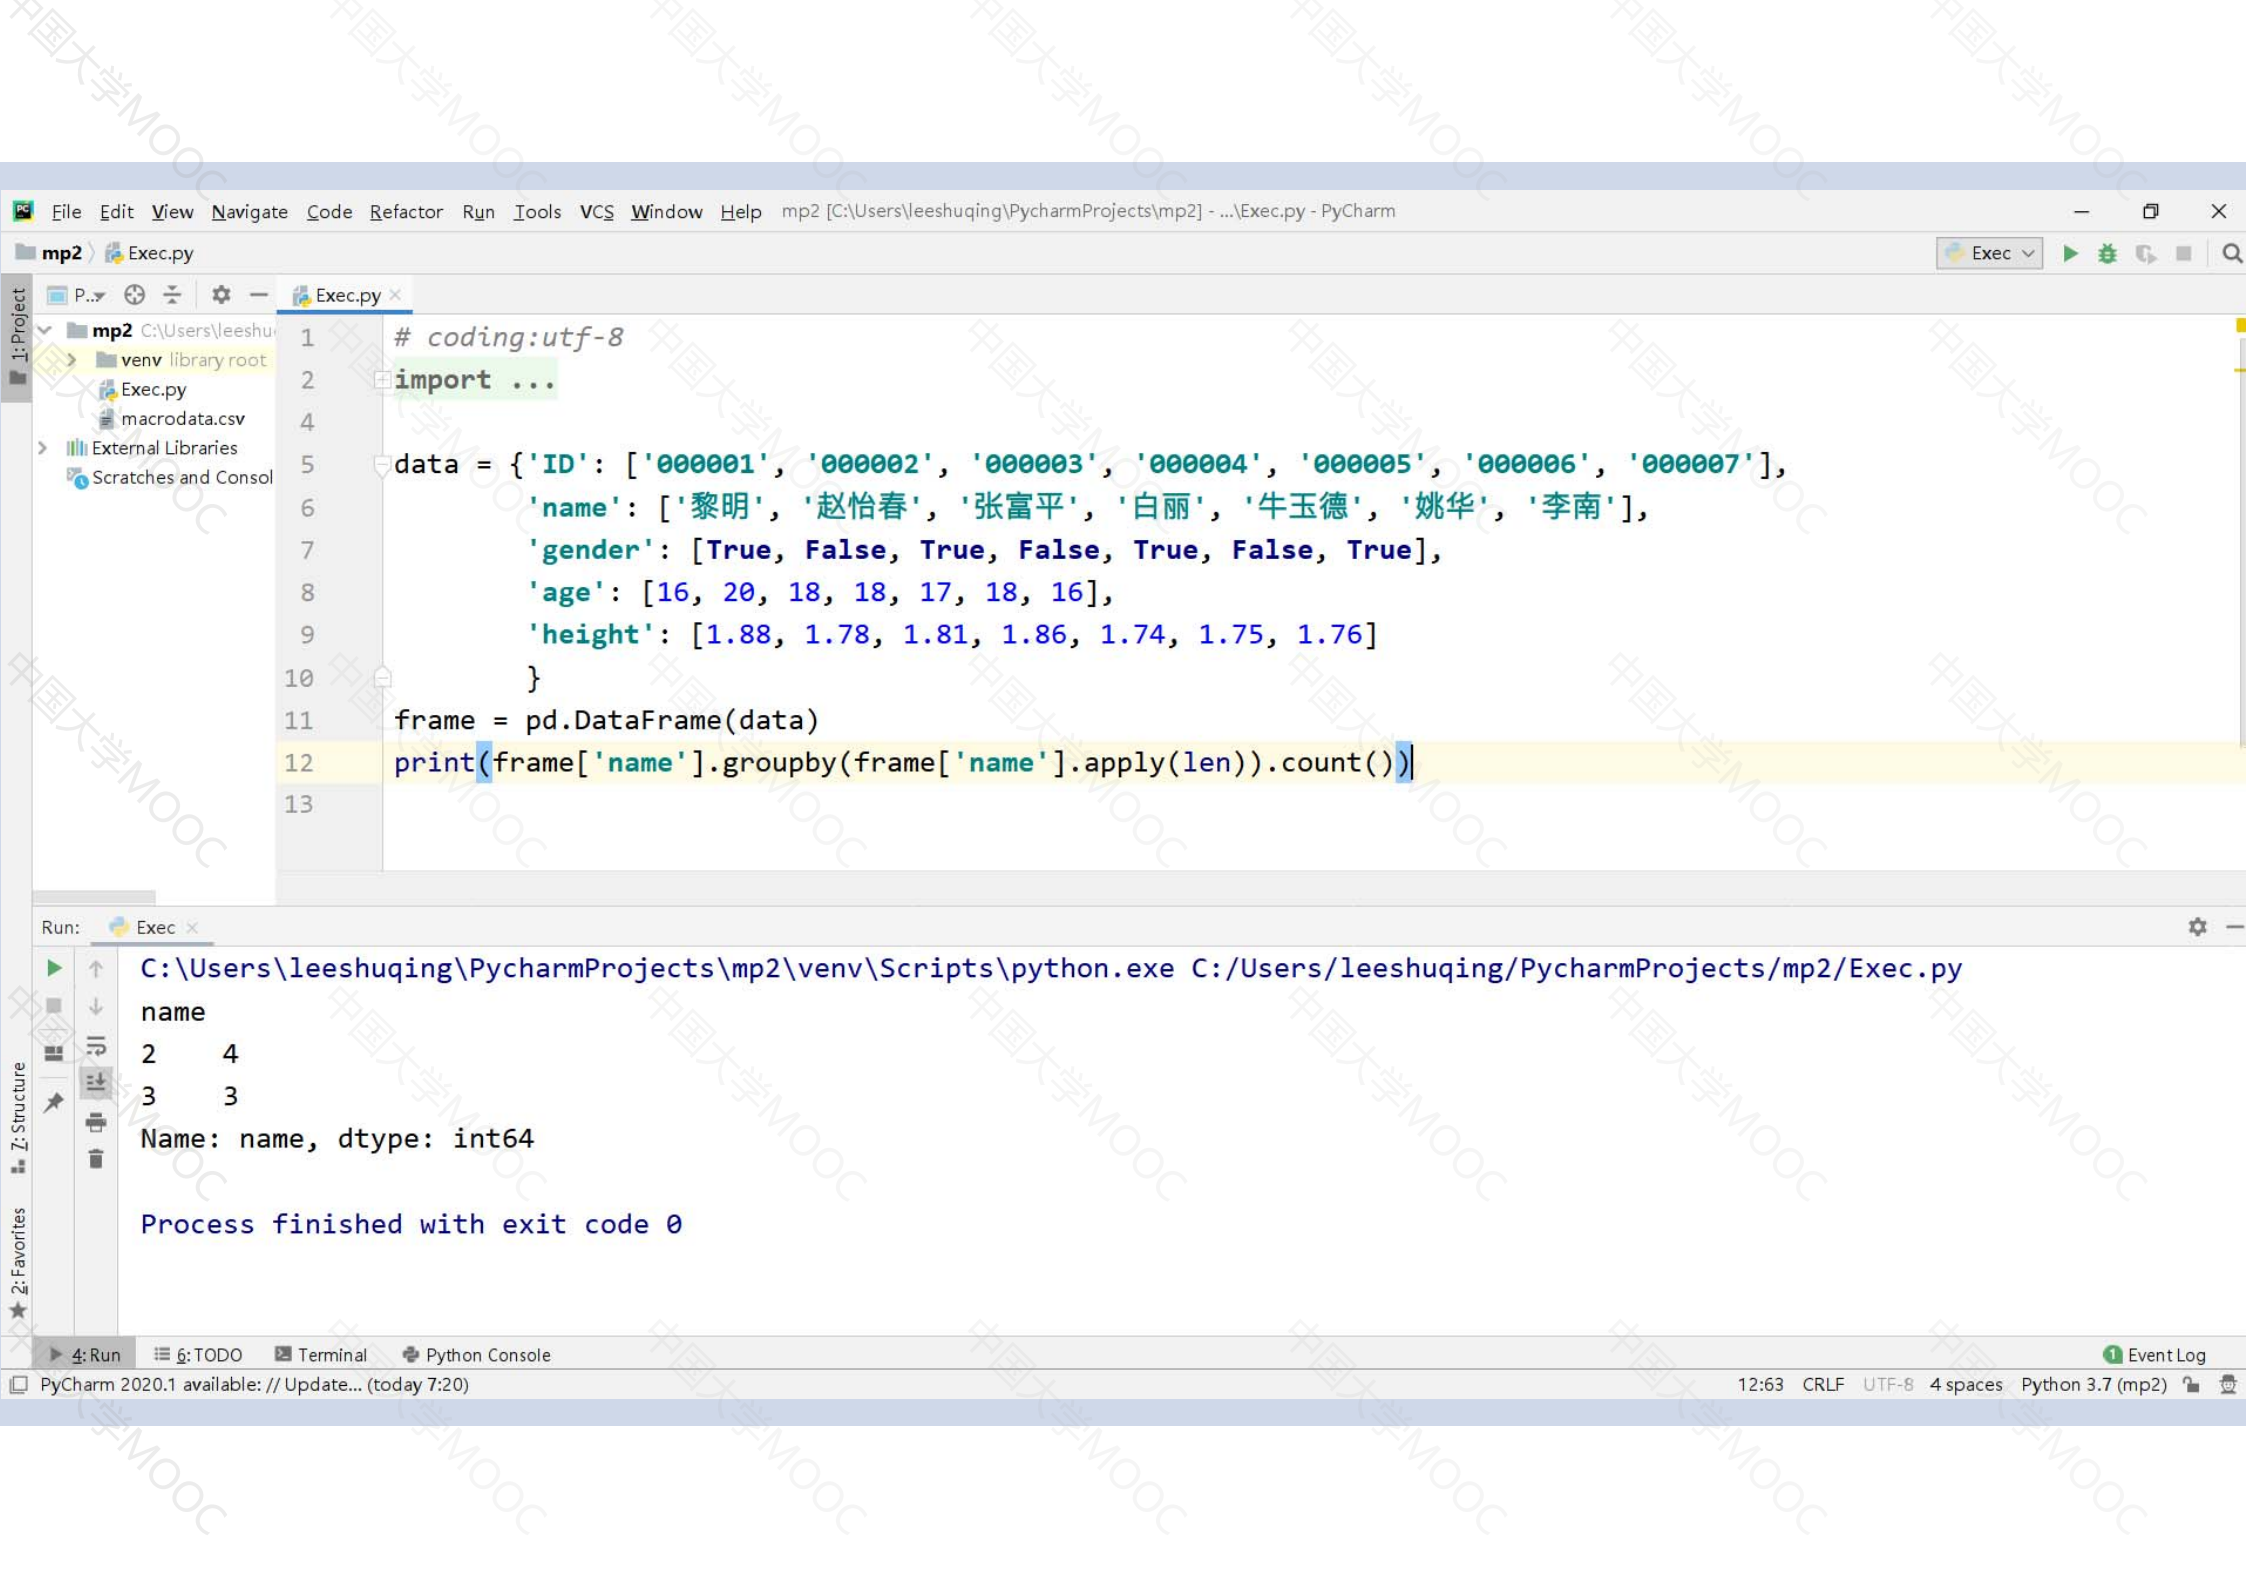 File Edit View Navigate Code Refactor Run Tools VCS Window Help mp2 [C:\Users\leeshuqing\PycharmProjects\mp2] - ...\Exec.py - PyCharm
mp2 Exec.py Exec
1: Project P... Exec.py
mp2 C:\Users\leeshu
venv library root
Exec.py
macrodata.csv
External Libraries
Scratches and Consol
1 # coding:utf-8
2 import ...
4
5 data = {'ID': ['000001', '000002', '000003', '000004', '000005', '000006', '000007'],
6 'name': ['黎明', '赵怡春', '张富平', '白丽', '牛玉德', '姚华', '李南'],
7 'gender': [True, False, True, False, True, False, True],
8 'age': [16, 20, 18, 18, 17, 18, 16],
9 'height': [1.88, 1.78, 1.81, 1.86, 1.74, 1.75, 1.76]
10 }
11 frame = pd.DataFrame(data)
12 print(frame['name'].groupby(frame['name'].apply(len)).count())
13
Run: Exec
C:\Users\leeshuqing\PycharmProjects\mp2\venv\Scripts\python.exe C:/Users/leeshuqing/PycharmProjects/mp2/Exec.py
name
2 4
3 3
Name: name, dtype: int64
Process finished with exit code 0
7: Structure
2: Favorites
4: Run 6: TODO Terminal Python Console 1 Event Log
PyCharm 2020.1 available: // Update... (today 7:20) 12:63 CRLF UTF-8 4 spaces Python 3.7 (mp2)
中国大学MOOC